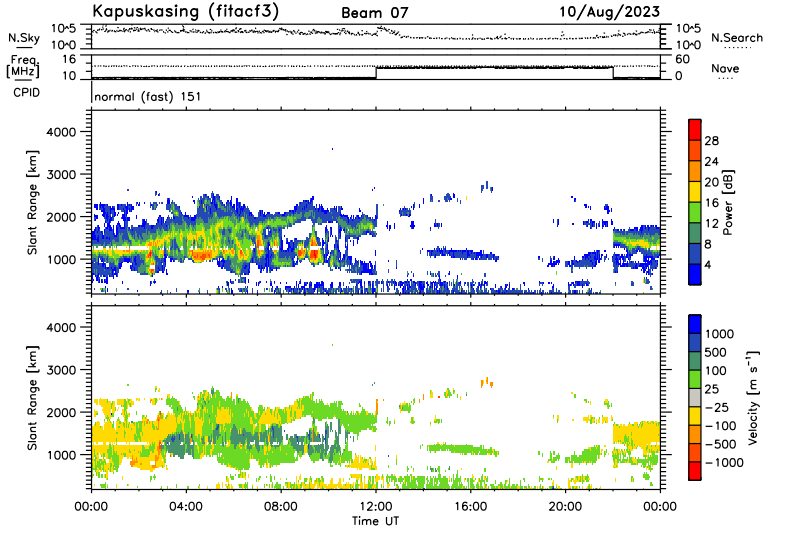 Kapuskasing (fitacf3) Beam 07 10/Aug/2023
N.Sky 10^5 10^0 10^5 10^0 N.Search
Freq. [MHz] 16 10 60 0 Nave
CPID normal (fast) 151
Slant Range [km] 4000 3000 2000 1000
Power [dB] 28 24 20 16 12 8 4
Slant Range [km] 4000 3000 2000 1000
Velocity [m s⁻¹] 1000 500 100 25 −25 −100 −500 −1000
00:00 04:00 08:00 12:00 16:00 20:00 00:00
Time UT